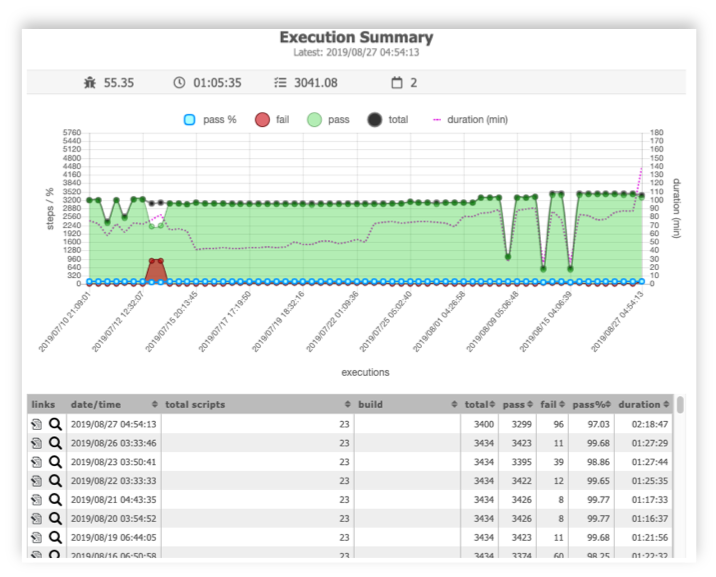 Execution Summary
Latest: 2019/08/27 04:54:13
55.35 01:05:35 3041.08 2
pass % fail pass total duration (min)
5760 180
5440 170
5120 160
4800 150
4480 140
4160 130
3840 120
3520 110
3200 100
2880 90
2560 80
2240 70
1920 60
1600 50
1280 40
960 30
640 20
320 10
0 0
steps / %
duration (min)
2019/07/10 21:09:01
2019/07/12 12:32:07
2019/07/15 20:13:45
2019/07/17 17:19:50
2019/07/19 18:32:16
2019/07/22 01:09:36
2019/07/25 05:02:40
2019/08/01 04:26:58
2019/08/09 05:06:48
2019/08/15 04:06:39
2019/08/27 04:54:13
executions
links date/time total scripts build total pass fail pass% duration
2019/08/27 04:54:13 23 3400 3299 96 97.03 02:18:47
2019/08/26 03:33:46 23 3434 3423 11 99.68 01:27:29
2019/08/23 03:50:41 23 3434 3395 39 98.86 01:27:44
2019/08/22 03:33:33 23 3434 3422 12 99.65 01:25:35
2019/08/21 04:43:35 23 3434 3426 8 99.77 01:17:33
2019/08/20 03:54:52 23 3434 3426 8 99.77 01:16:37
2019/08/19 06:44:05 23 3434 3423 11 99.68 01:21:56
2019/08/16 06:50:58 23 3434 3374 60 98.25 01:22:32